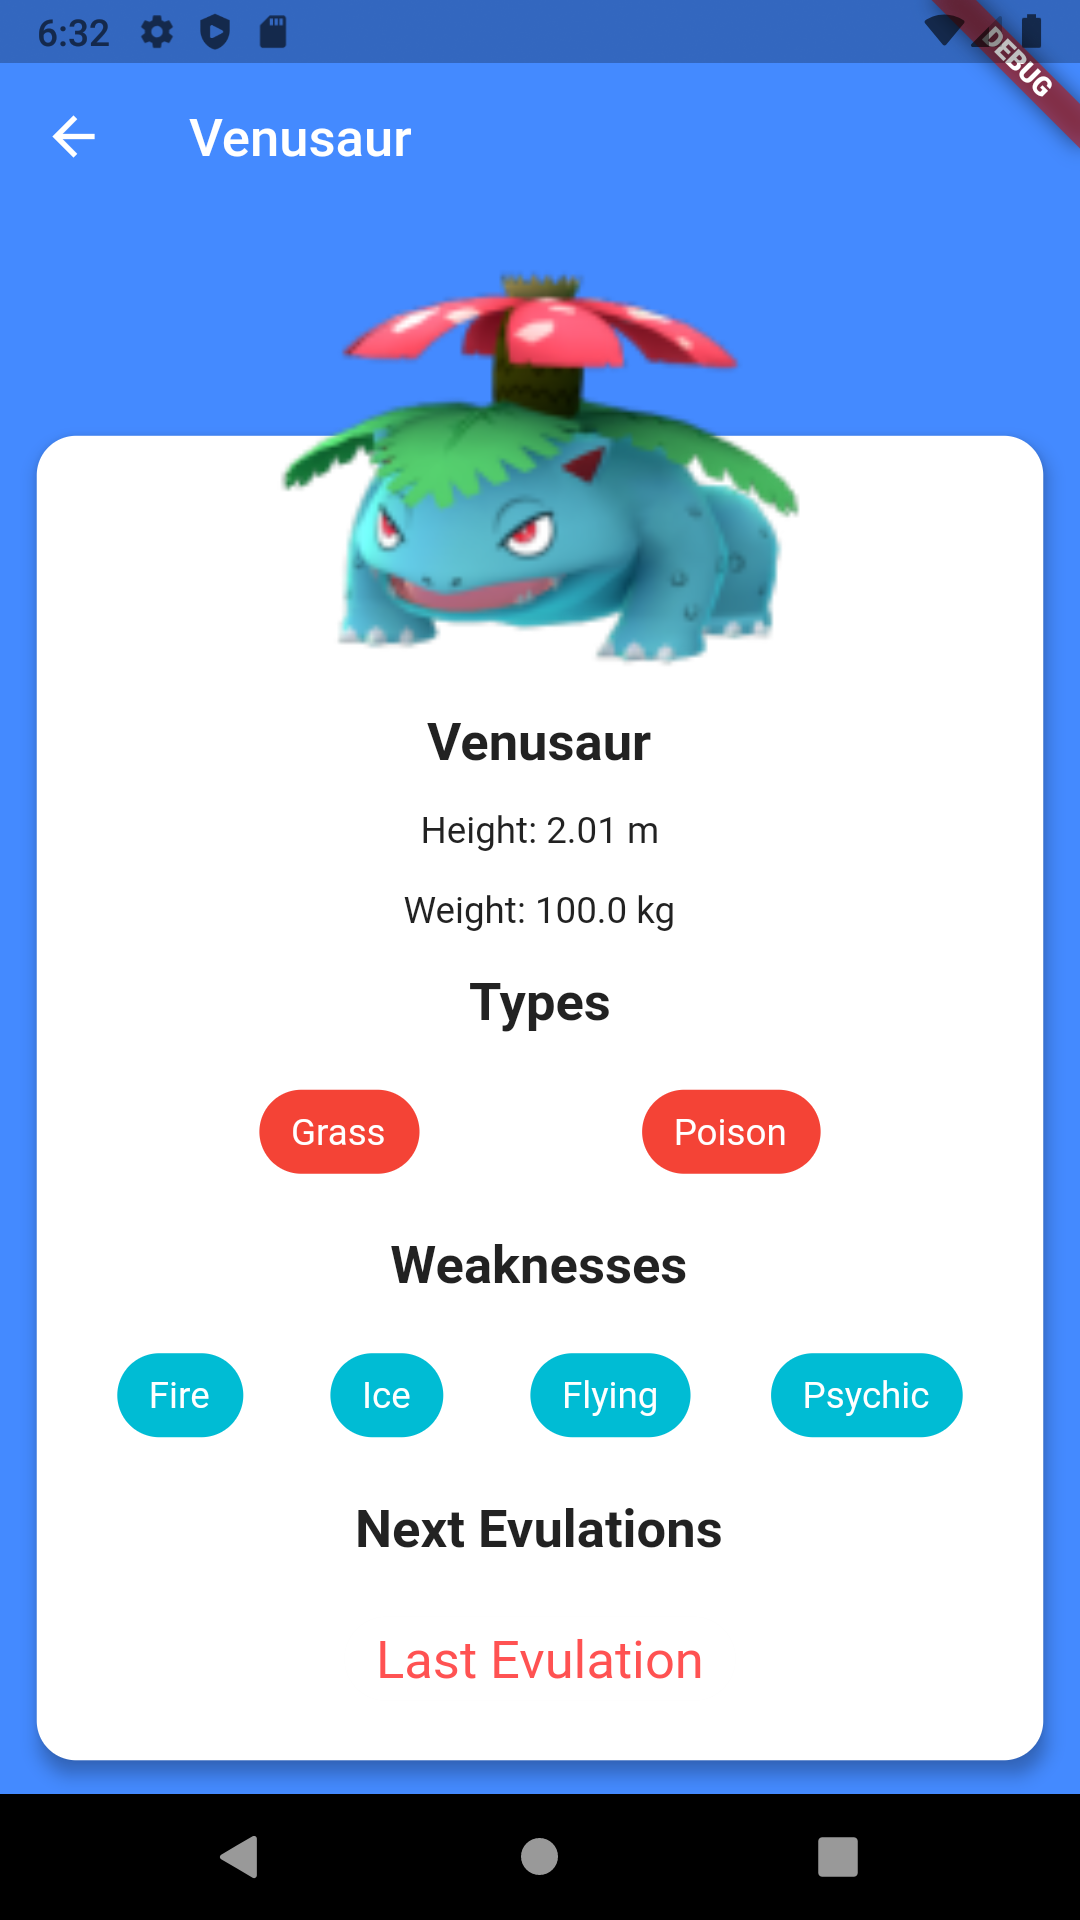 6:32
DEBUG
Venusaur
Venusaur
Height: 2.01 m
Weight: 100.0 kg
Types
Grass Poison
Weaknesses
Fire Ice Flying Psychic
Next Evulations
Last Evulation